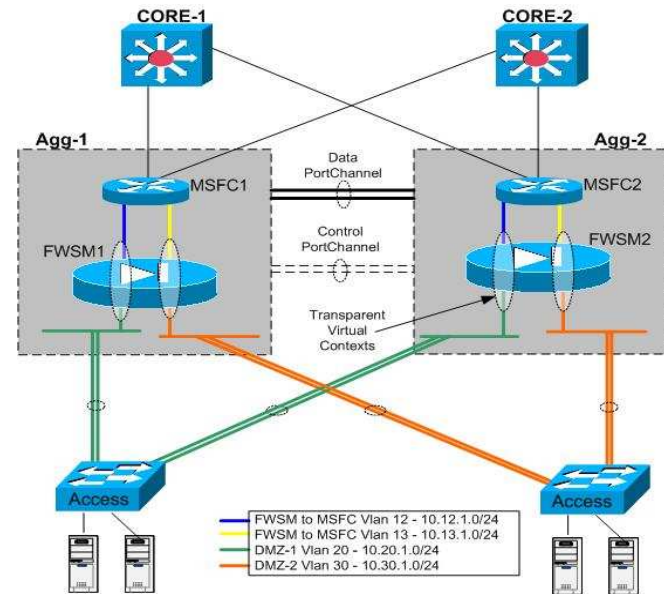 CORE-1
CORE-2
Agg-1
Agg-2
Data
PortChannel
MSFC1
MSFC2
Control
PortChannel
FWSM1
FWSM2
Transparent
Virtual
Contexts
Access
Access
FWSM to MSFC Vlan 12 - 10.12.1.0/24
FWSM to MSFC Vlan 13 - 10.13.1.0/24
DMZ-1 Vlan 20 - 10.20.1.0/24
DMZ-2 Vlan 30 - 10.30.1.0/24